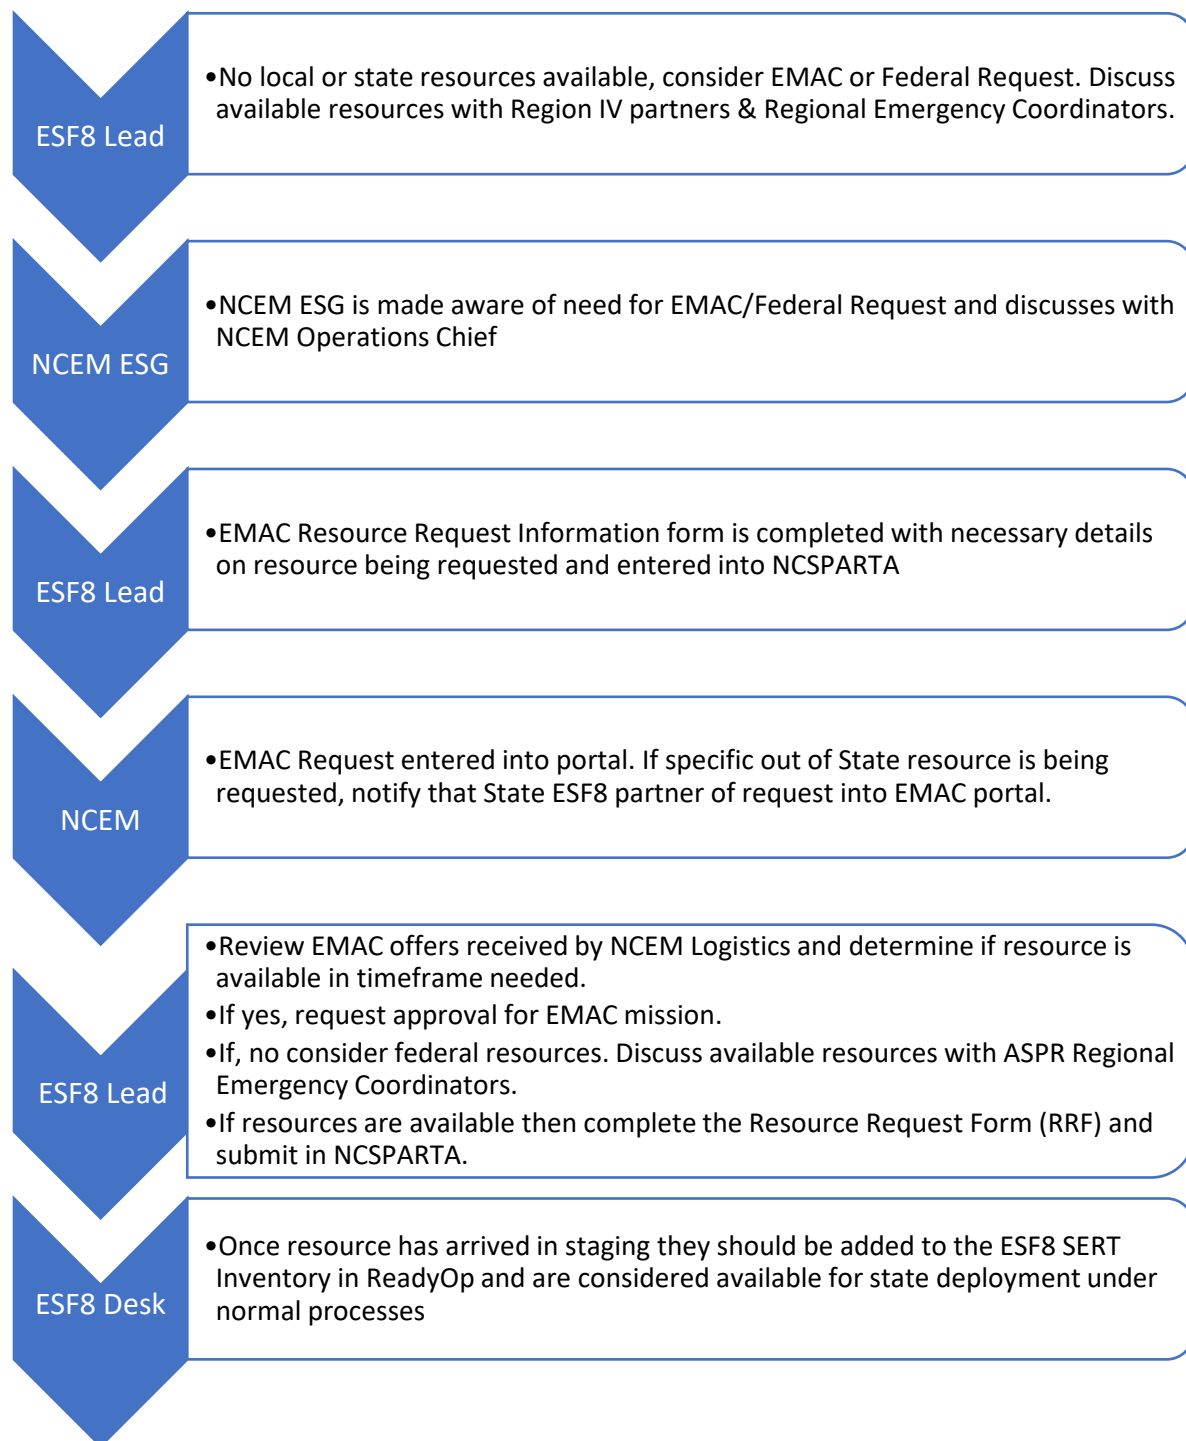 ESF8 Lead
•No local or state resources available, consider EMAC or Federal Request. Discuss
available resources with Region IV partners & Regional Emergency Coordinators.
NCEM ESG
•NCEM ESG is made aware of need for EMAC/Federal Request and discusses with
NCEM Operations Chief
ESF8 Lead
•EMAC Resource Request Information form is completed with necessary details
on resource being requested and entered into NCSPARTA
NCEM
•EMAC Request entered into portal. If specific out of State resource is being
requested, notify that State ESF8 partner of request into EMAC portal.
ESF8 Lead
•Review EMAC offers received by NCEM Logistics and determine if resource is
available in timeframe needed.
•If yes, request approval for EMAC mission.
•If, no consider federal resources. Discuss available resources with ASPR Regional
Emergency Coordinators.
•If resources are available then complete the Resource Request Form (RRF) and
submit in NCSPARTA.
ESF8 Desk
•Once resource has arrived in staging they should be added to the ESF8 SERT
Inventory in ReadyOp and are considered available for state deployment under
normal processes